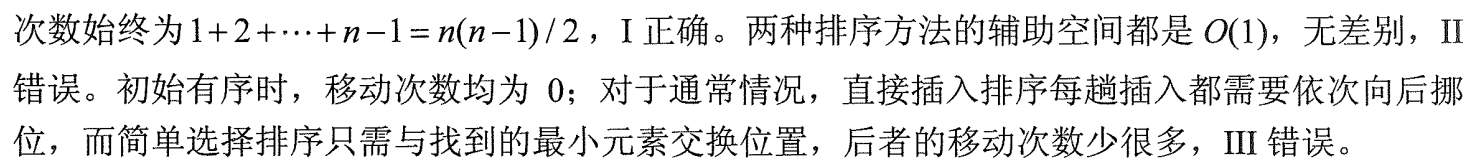 次数始终为1+2+⋯+n−1=n(n−1)/2，I 正确。两种排序方法的辅助空间都是 O(1)，无差别，II
错误。初始有序时，移动次数均为 0；对于通常情况，直接插入排序每趟插入都需要依次向后挪
位，而简单选择排序只需与找到的最小元素交换位置，后者的移动次数少很多，III 错误。